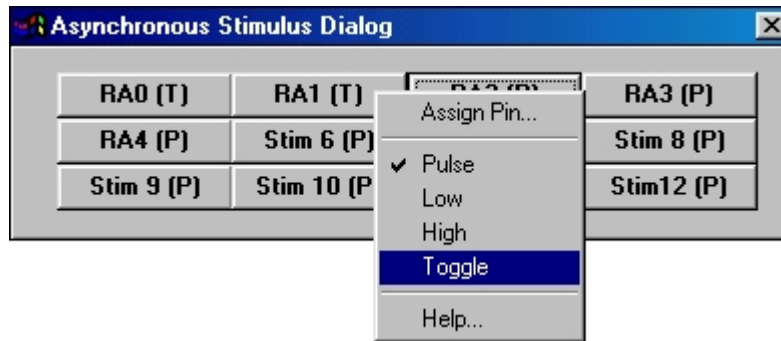 Asynchronous Stimulus Dialog
RA0 (T) RA1 (T) RA2 (P) RA3 (P)
RA4 (P) Stim 6 (P) Stim 8 (P)
Stim 9 (P) Stim 10 (P Stim12 (P)
Assign Pin...
Pulse
Low
High
Toggle
Help...